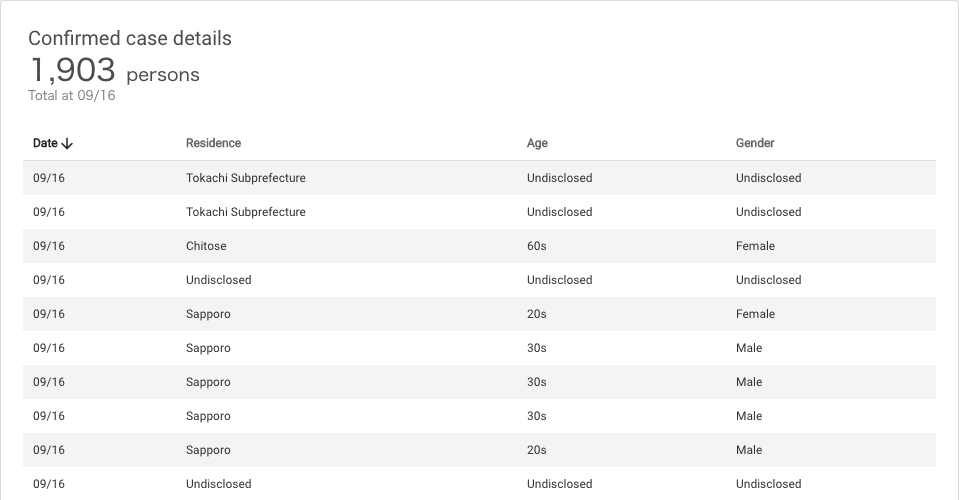 Confirmed case details
1,903 persons
Total at 09/16
Date Residence Age Gender
09/16 Tokachi Subprefecture Undisclosed Undisclosed
09/16 Tokachi Subprefecture Undisclosed Undisclosed
09/16 Chitose 60s Female
09/16 Undisclosed Undisclosed Undisclosed
09/16 Sapporo 20s Female
09/16 Sapporo 30s Male
09/16 Sapporo 30s Male
09/16 Sapporo 30s Male
09/16 Sapporo 20s Male
09/16 Undisclosed Undisclosed Undisclosed